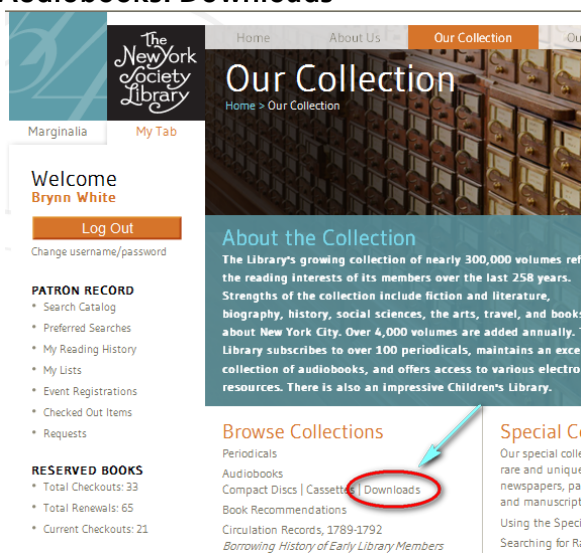 Audiobooks: Downloads
The
New York
Society
Library
Home About Us Our Collection
Our Collection
Home > Our Collection
Marginalia My Tab
Welcome
Brynn White
Log Out
Change username/password
PATRON RECORD
* Search Catalog
* Preferred Searches
* My Reading History
* My Lists
* Event Registrations
* Checked Out Items
* Requests
RESERVED BOOKS
* Total Checkouts: 33
* Total Renewals: 65
* Current Checkouts: 21
About the Collection
The Library's growing collection of nearly 300,000 volumes ref
the reading interests of its members over the last 258 years.
Strengths of the collection include fiction and literature,
biography, history, social sciences, the arts, travel, and books
about New York City. Over 4,000 volumes are added annually. T
Library subscribes to over 100 periodicals, maintains an exce
collection of audiobooks, and offers access to various electro
resources. There is also an impressive Children's Library.
Browse Collections
Periodicals
Audiobooks
Compact Discs | Cassettes | Downloads
Book Recommendations
Circulation Records, 1789-1792
Borrowing History of Early Library Members
Special Co
Our special colle
rare and unique
newspapers, pa
and manuscript
Using the Speci
Searching for Ra